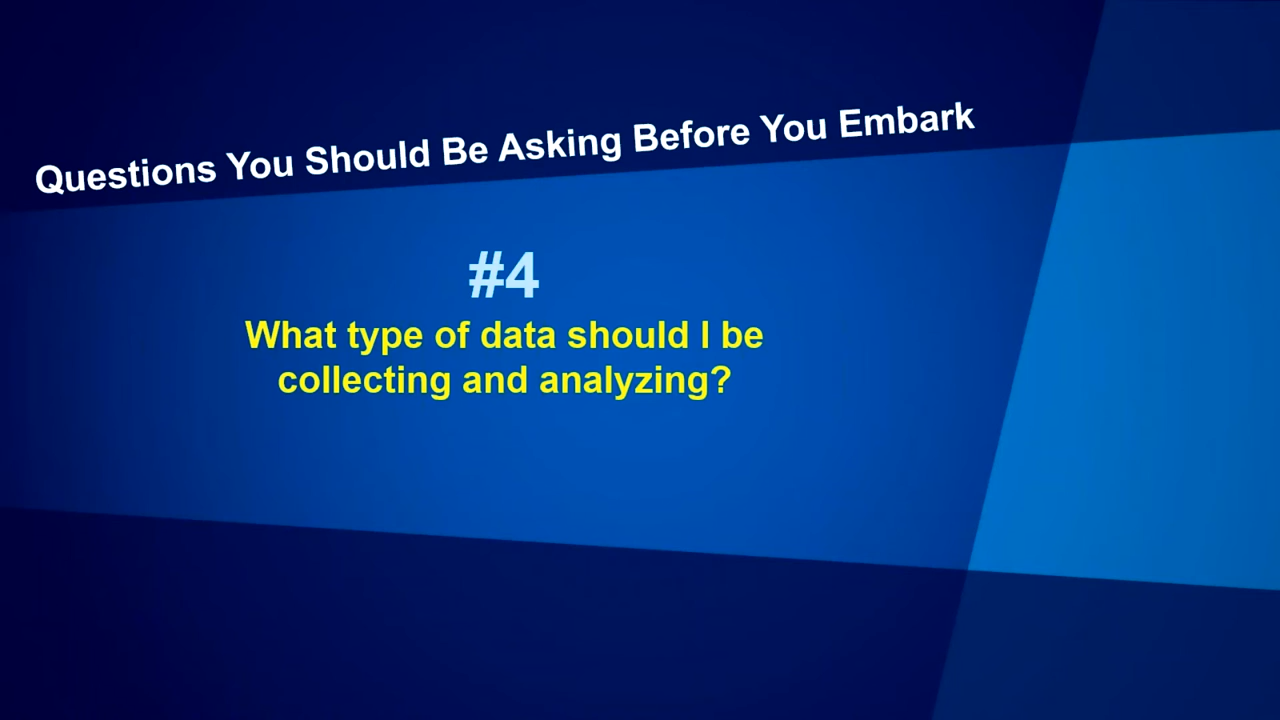 Questions You Should Be Asking Before You Embark
#4
What type of data should I be
collecting and analyzing?